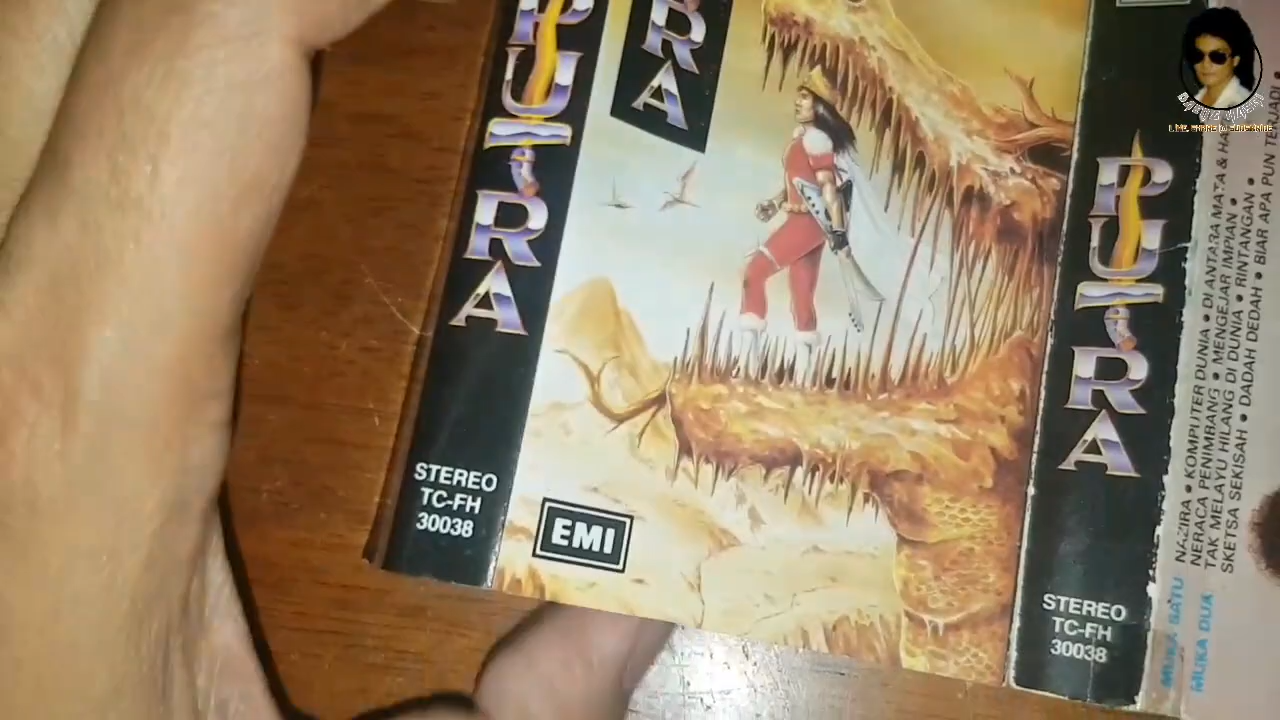 PUTRA
STEREO
TC-FH
30038
RA
EMI
PUTRA
STEREO
TC-FH
30038
MUKA SATU
NAZIRA • KOMPUTER DUNIA • DI ANTARA MATA &
NERACA PENIMBANG • MENGEJAR IMPIAN •
TAK MELAYU HILANG DI DUNIA • RINTANGAN •
MUKA DUA
SKETSA SEKISAH • DADAH DEDAH • BIAR APA PUN TERJADI •